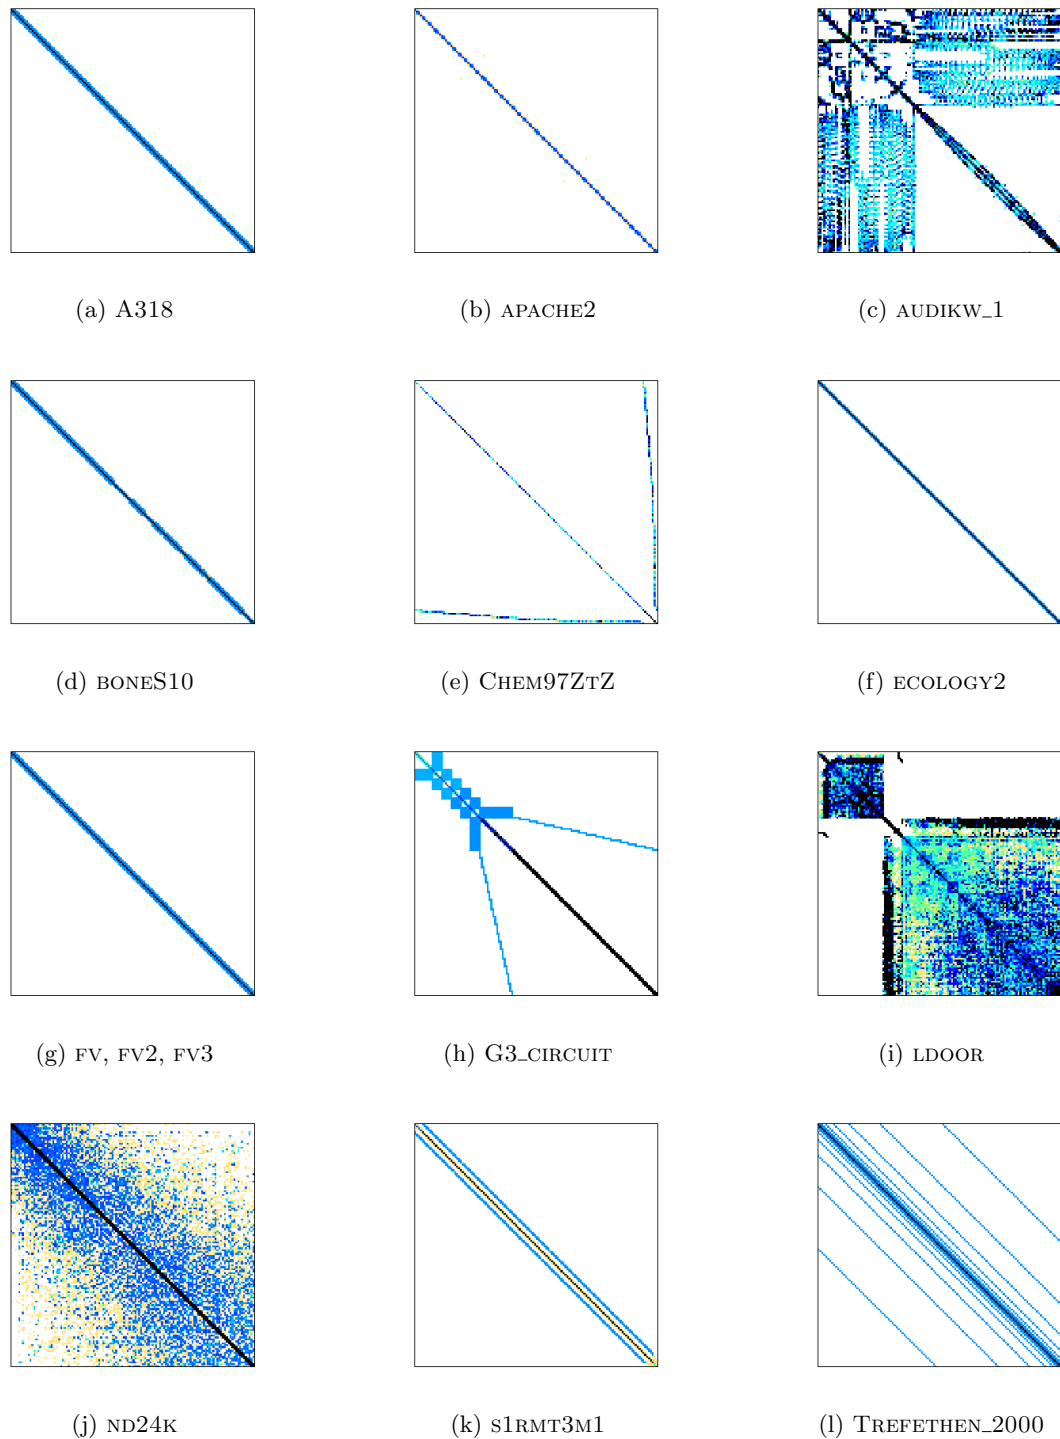 (a) A318
(b) APACHE2
(c) AUDIKW_1
(d) BONES10
(e) CHEM97ZTZ
(f) ECOLOGY2
(g) FV, FV2, FV3
(h) G3_CIRCUIT
(i) LDOOR
(j) ND24K
(k) S1RMT3M1
(l) TREFETHEN_2000